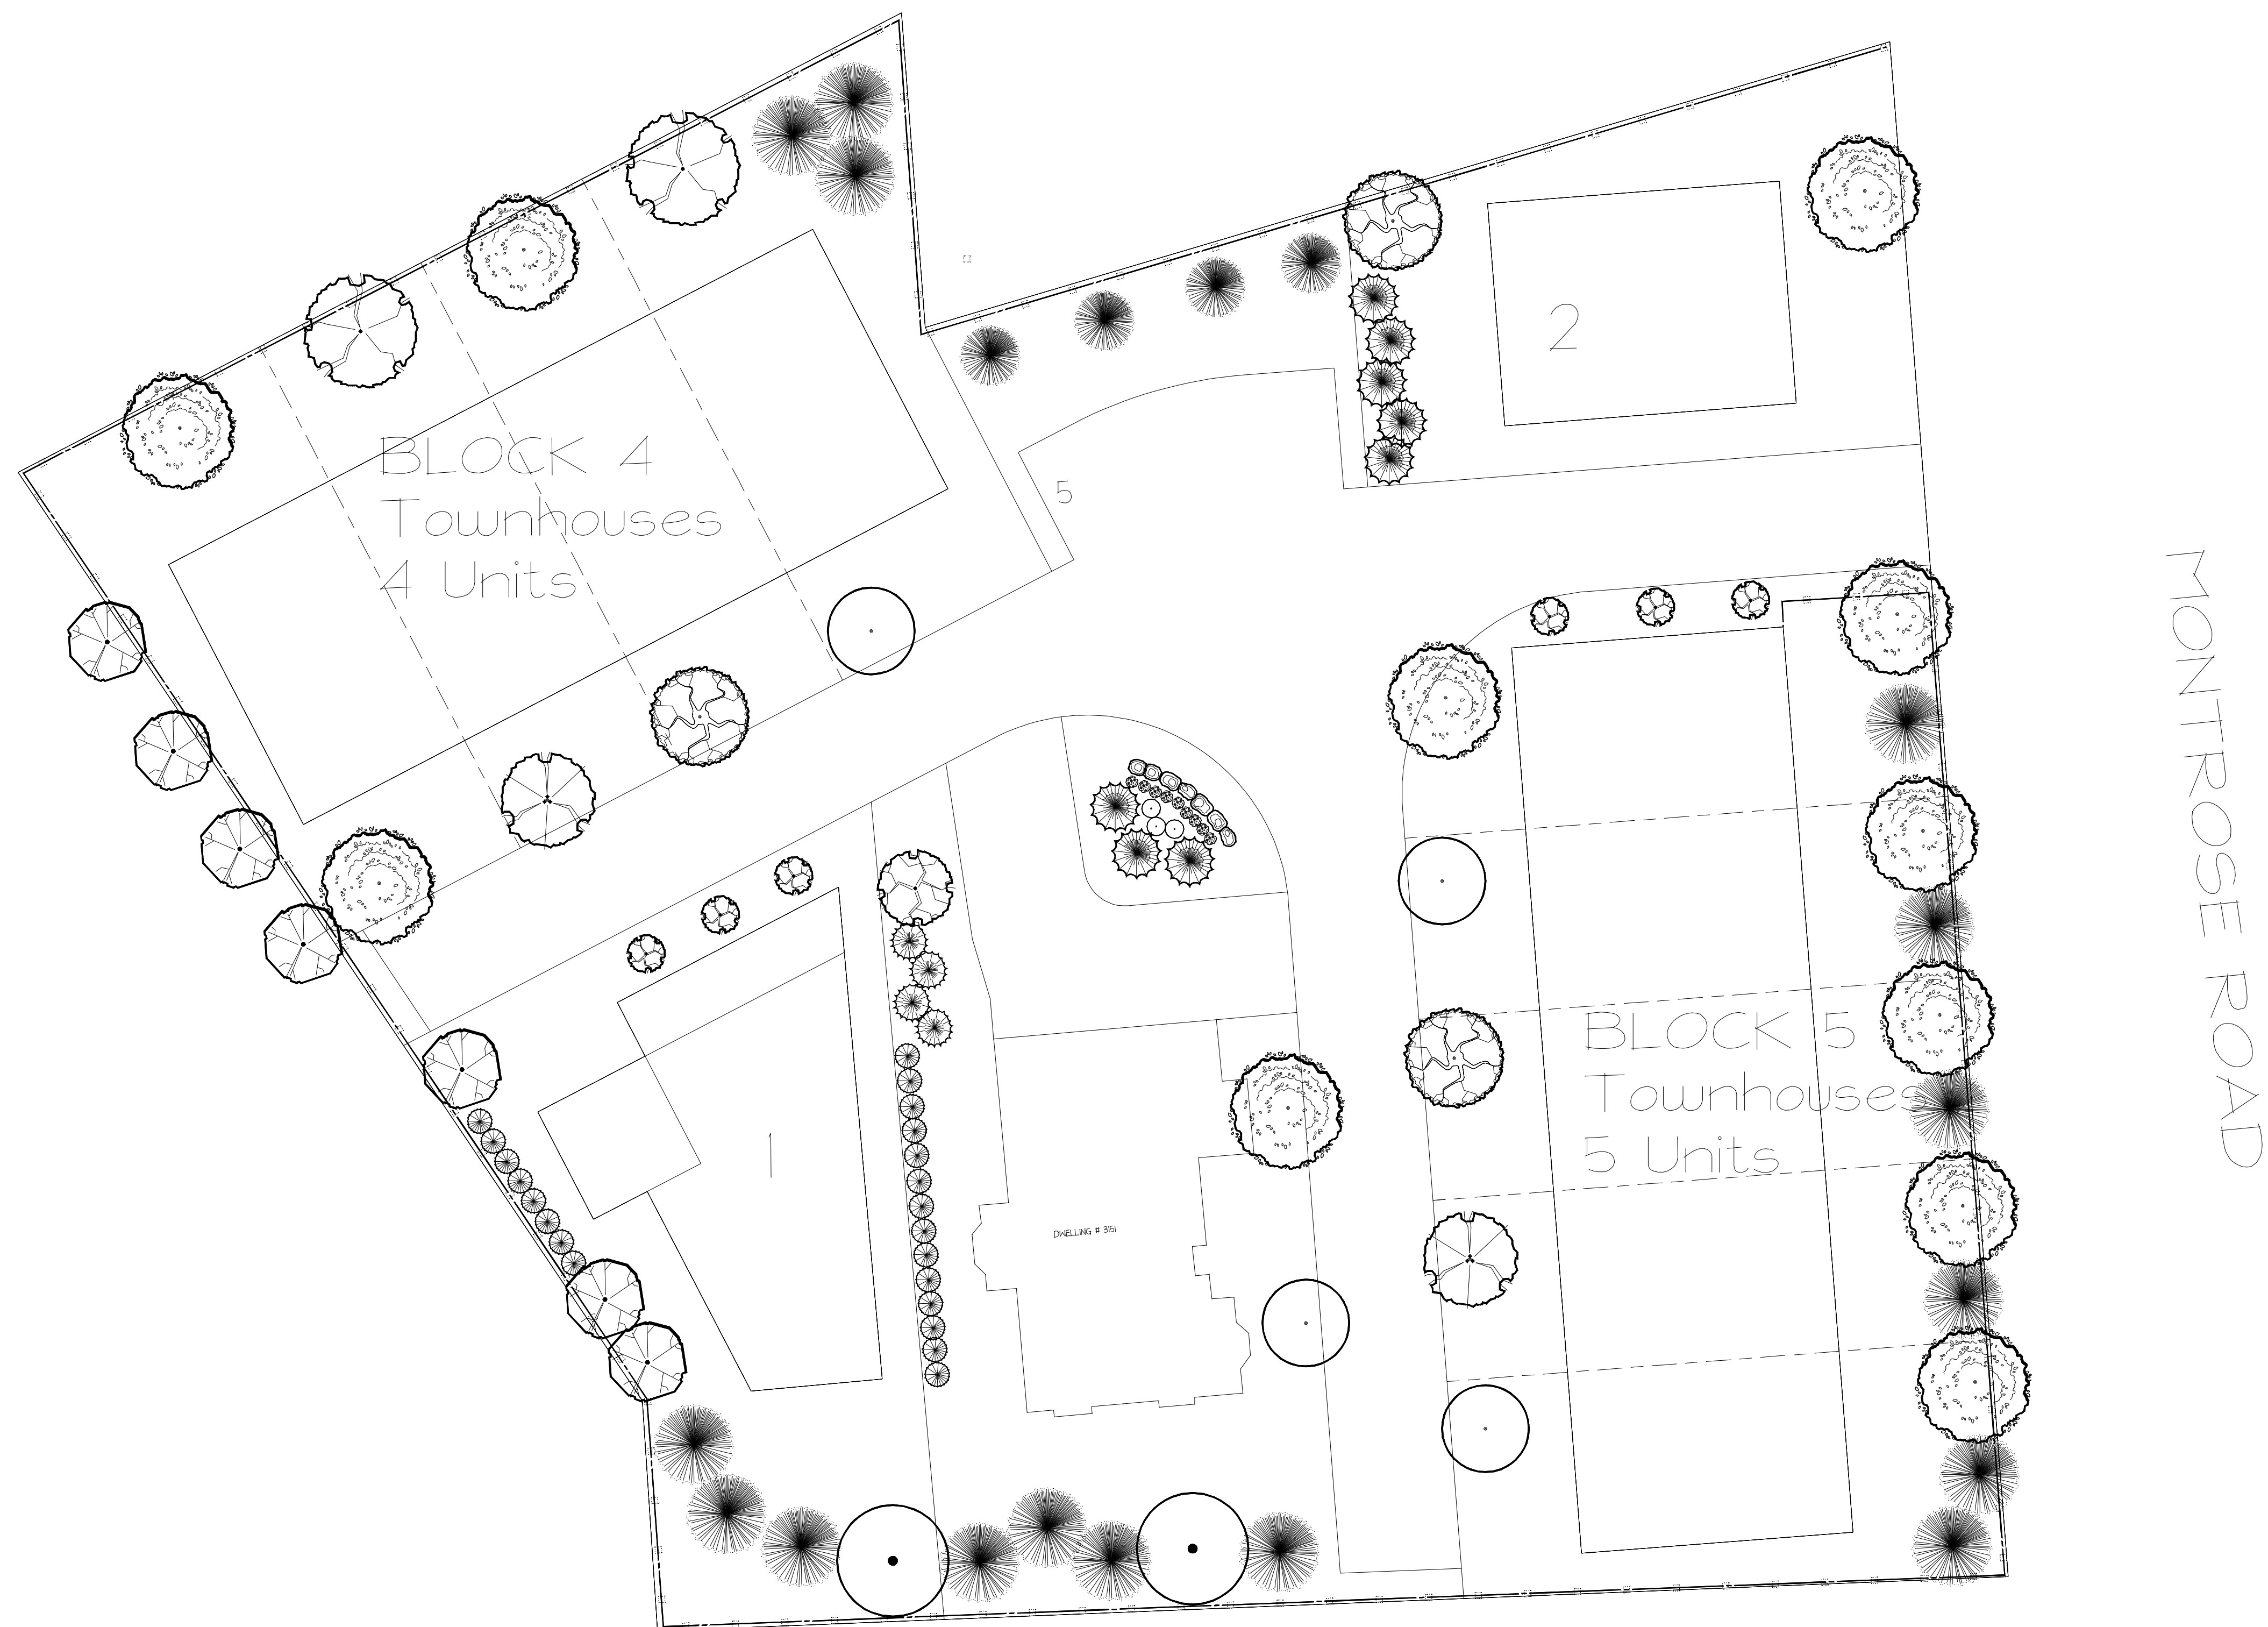 BLOCK 4
Townhouses
4 Units
5
2
MONTROSE ROAD
BLOCK 5
Townhouses
5 Units
1
DWELLING # 3151